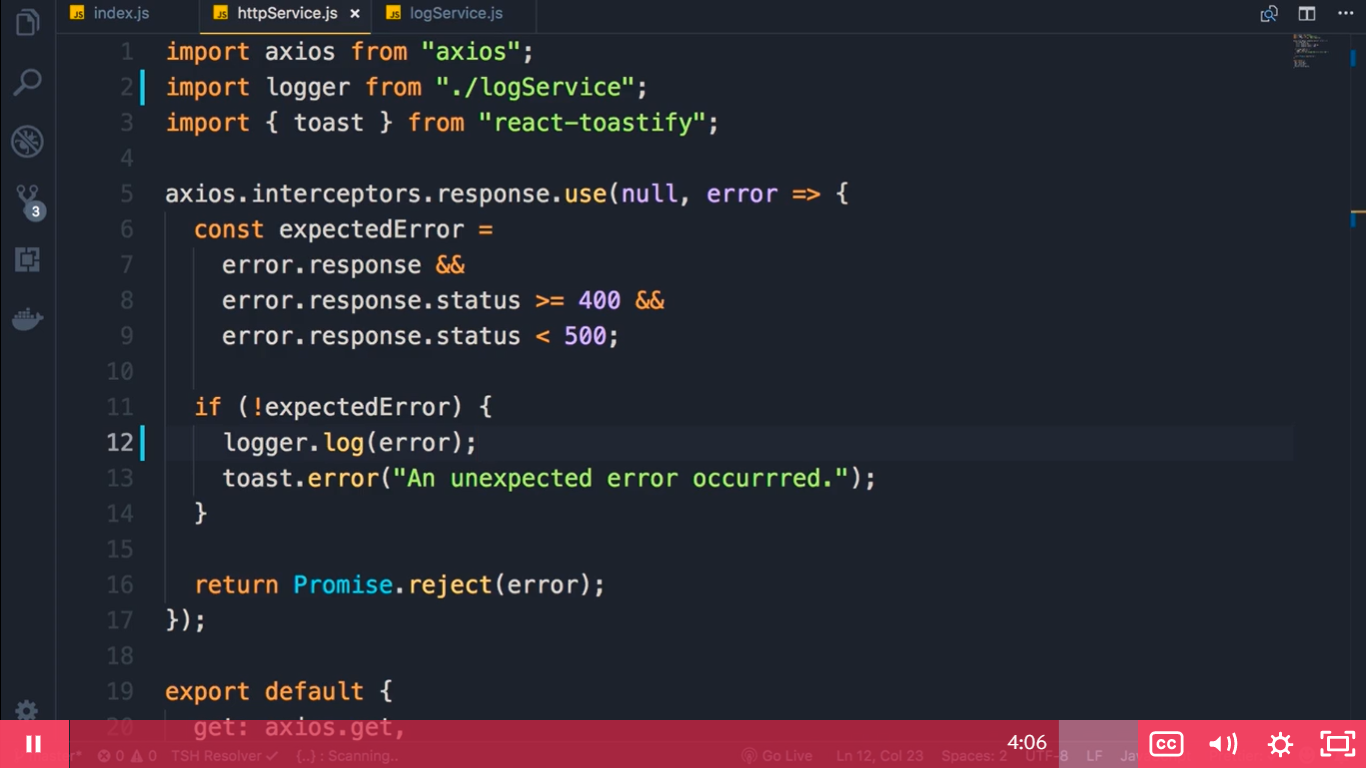 JS index.js JS httpService.js × JS logService.js
1 import axios from "axios";
2 import logger from "./logService";
3 import { toast } from "react-toastify";
4
5 axios.interceptors.response.use(null, error => {
6 const expectedError =
7 error.response &&
8 error.response.status >= 400 &&
9 error.response.status < 500;
10
11 if (!expectedError) {
12 logger.log(error);
13 toast.error("An unexpected error occurrred.");
14 }
15
16 return Promise.reject(error);
17 });
18
19 export default {
20 get: axios.get,
3
4:06 CC
0 0 TSH Resolver ✓ {..} : Scanning.. Go Live Ln 12, Col 23 Spaces: 2 UTF-8 LF